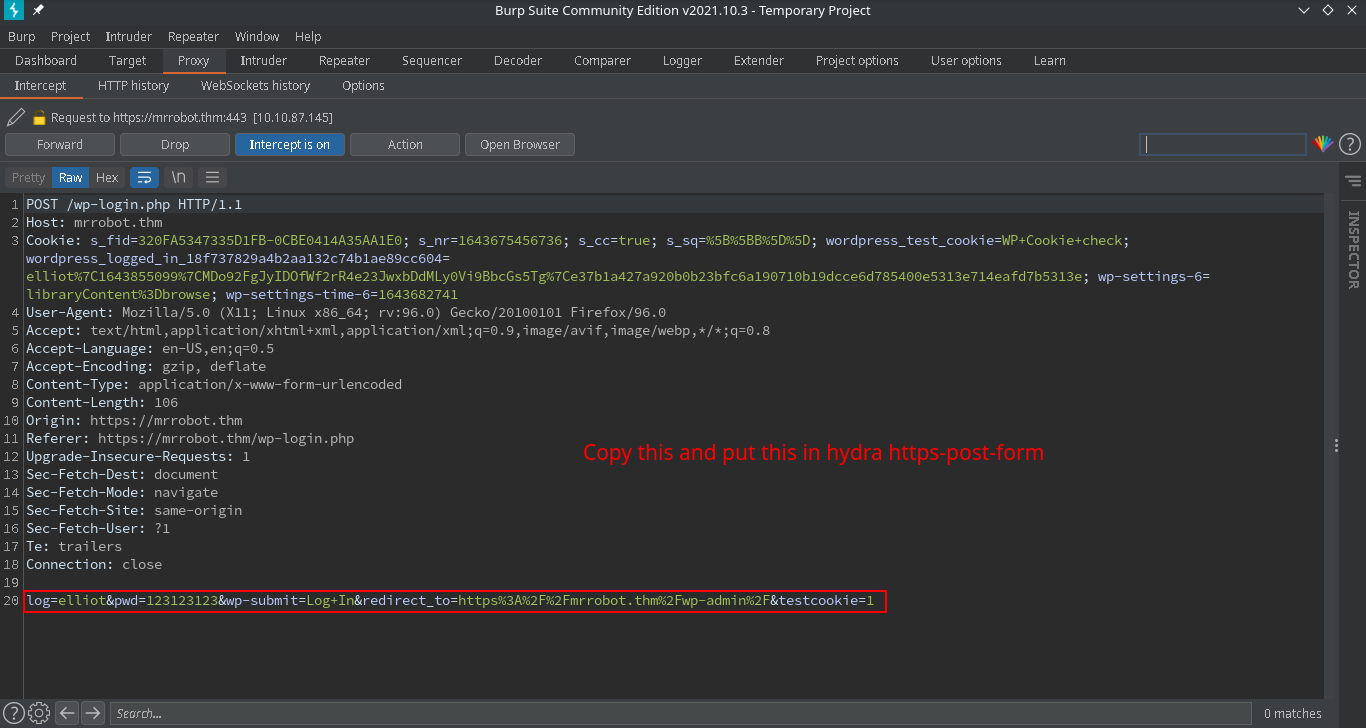 Burp Suite Community Edition v2021.10.3 - Temporary Project
Burp Project Intruder Repeater Window Help
Dashboard Target Proxy Intruder Repeater Sequencer Decoder Comparer Logger Extender Project options User options Learn
Intercept HTTP history WebSockets history Options
Request to https://mrrobot.thm:443 [10.10.87.145]
Forward Drop Intercept is on Action Open Browser
Pretty Raw Hex \n
1 POST /wp-login.php HTTP/1.1
2 Host: mrrobot.thm
3 Cookie: s_fid=320FA5347335D1FB-0CBE0414A35AA1E0; s_nr=1643675456736; s_cc=true; s_sq=%5B%5BB%5D%5D; wordpress_test_cookie=WP+Cookie+check;
wordpress_logged_in_18f737829a4b2aa132c74b1ae89cc604=
elliot%7C1643855099%7CMDo92FgJyIDOfWf2rR4e23JwxbDdMLy0Vi9BbcGs5Tg%7Ce37b1a427a920b0b23bfc6a190710b19dcce6d785400e5313e714eafd7b5313e; wp-settings-6=
libraryContent%3Dbrowse; wp-settings-time-6=1643682741
4 User-Agent: Mozilla/5.0 (X11; Linux x86_64; rv:96.0) Gecko/20100101 Firefox/96.0
5 Accept: text/html,application/xhtml+xml,application/xml;q=0.9,image/avif,image/webp,*/*;q=0.8
6 Accept-Language: en-US,en;q=0.5
7 Accept-Encoding: gzip, deflate
8 Content-Type: application/x-www-form-urlencoded
9 Content-Length: 106
10 Origin: https://mrrobot.thm
11 Referer: https://mrrobot.thm/wp-login.php
12 Upgrade-Insecure-Requests: 1
Copy this and put this in hydra https-post-form
13 Sec-Fetch-Dest: document
14 Sec-Fetch-Mode: navigate
15 Sec-Fetch-Site: same-origin
16 Sec-Fetch-User: ?1
17 Te: trailers
18 Connection: close
19
20 log=elliot&pwd=123123123&wp-submit=Log+In&redirect_to=https%3A%2F%2Fmrrobot.thm%2Fwp-admin%2F&testcookie=1
INSPECTOR
Search...
0 matches